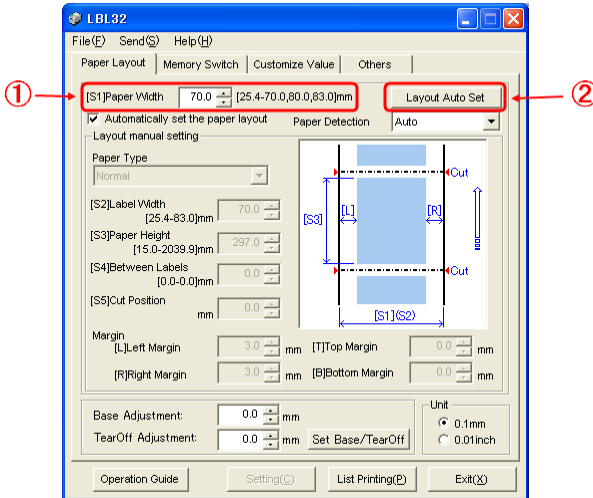 LBL32
File(F) Send(S) Help(H)
Paper Layout Memory Switch Customize Value Others
① [S1]Paper Width 70.0 [25.4-70.0,80.0,83.0]mm Layout Auto Set ②
Automatically set the paper layout Paper Detection Auto
Layout manual setting
Paper Type
Normal
[S2]Label Width 70.0
[25.4-83.0]mm
[S3]Paper Height 297.0
[15.0-2039.9]mm
[S4]Between Labels 0.0
[0.0-0.0]mm
[S5]Cut Position 0.0
mm
Cut
[L] [R]
[S3]
Cut
[S1](S2)
Margin
[L]Left Margin 3.0 mm [T]Top Margin 0.0 mm
[R]Right Margin 3.0 mm [B]Bottom Margin 0.0 mm
Base Adjustment: 0.0 mm
TearOff Adjustment: 0.0 mm Set Base/TearOff
Unit
0.1mm
0.01inch
Operation Guide Setting(C) List Printing(P) Exit(X)